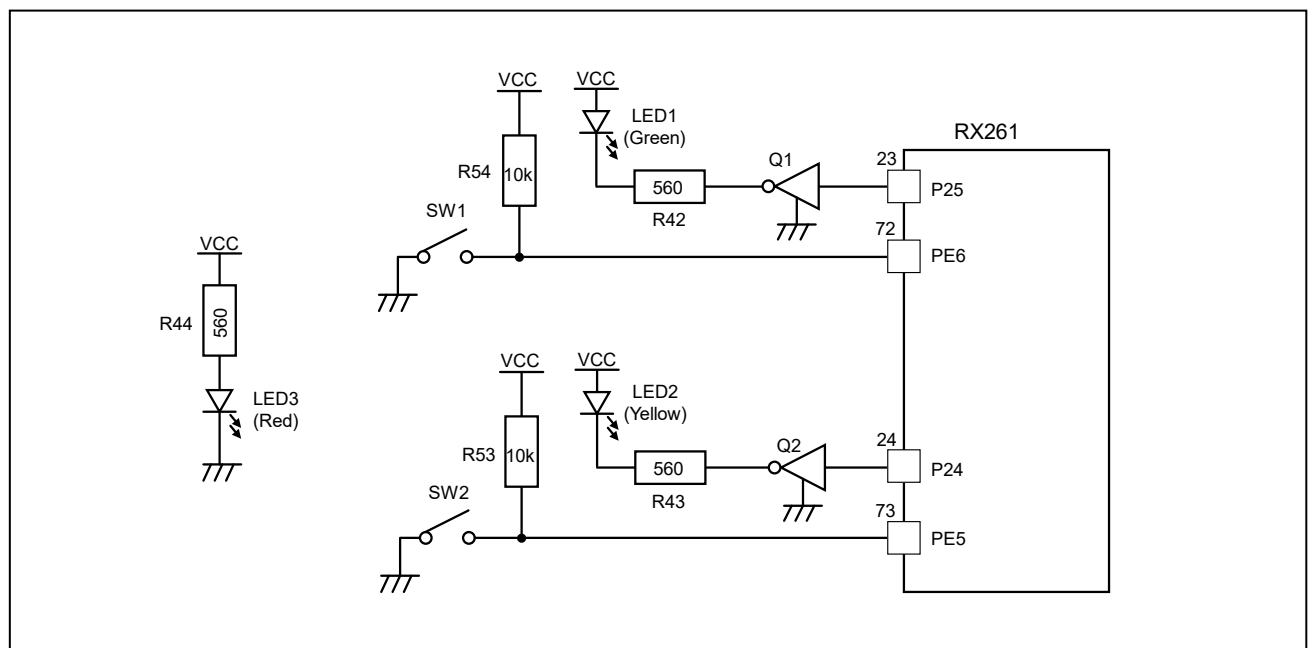 VCC
VCC
LED1
(Green)
RX261
R54
10k
Q1
23
P25
560
R42
SW1
72
PE6
VCC
R44
560
LED3
(Red)
VCC
VCC
LED2
(Yellow)
R53
10k
Q2
24
P24
560
R43
SW2
73
PE5